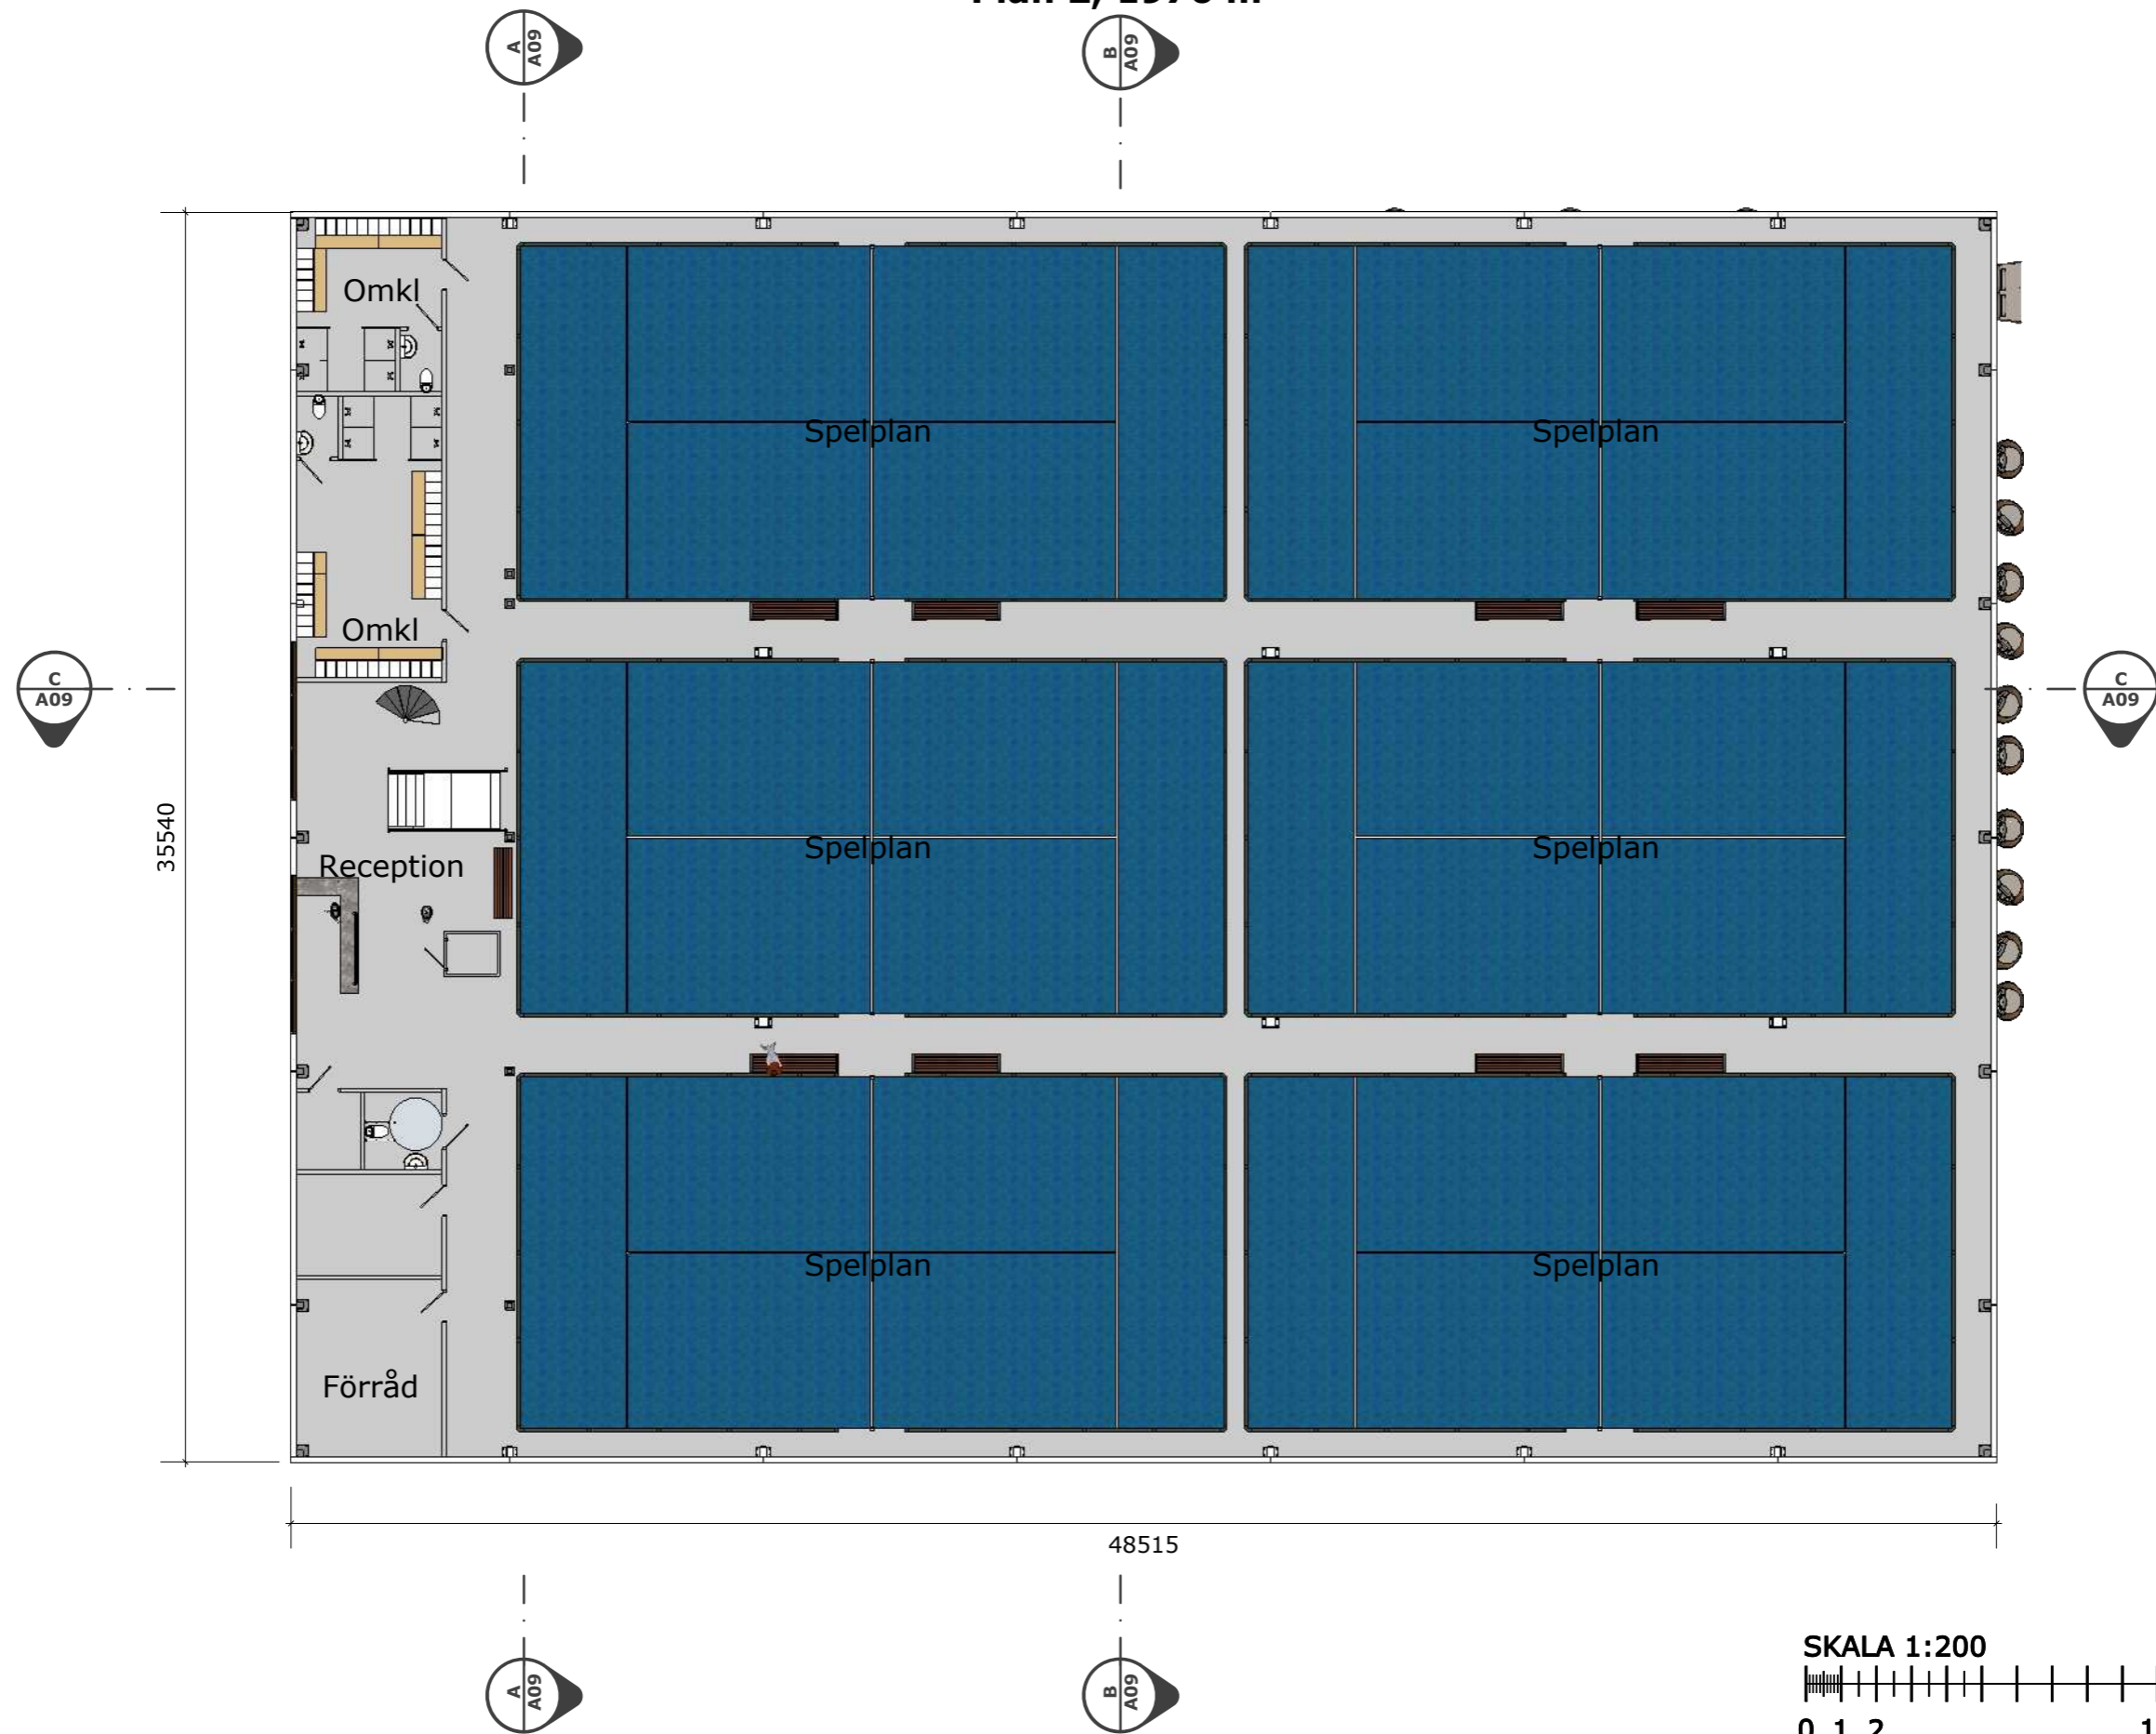 A
A09
B
A09
Omkl
Spelplan
Spelplan
Omkl
C
A09
C
A09
35540
Reception
Spelplan
Spelplan
Spelplan
Spelplan
Förråd
48515
A
A09
B
A09
SKALA 1:200
0 1 2